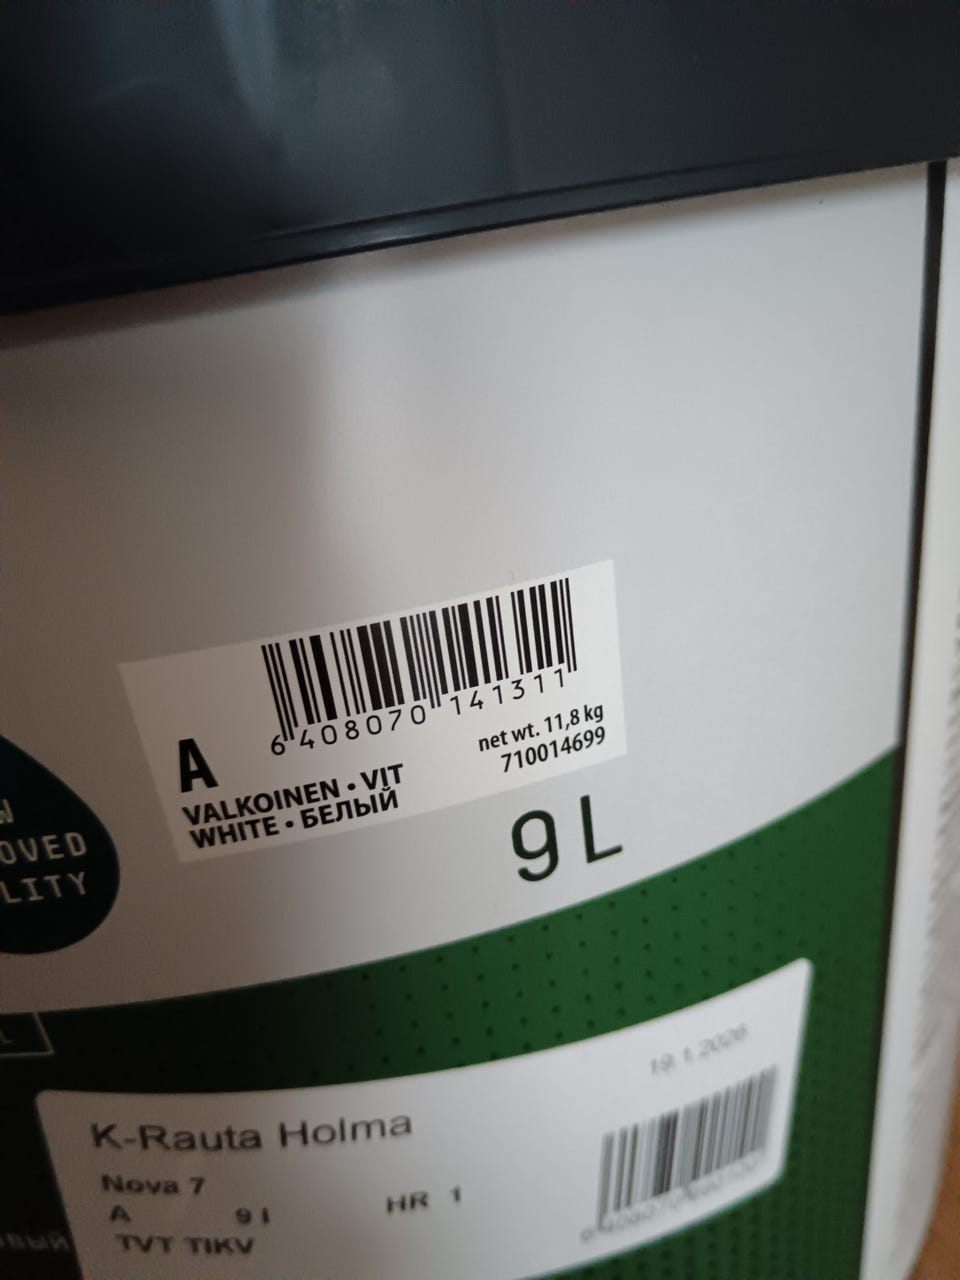 6 408070 141311
A
net wt. 11,8 kg
710014699
VALKOINEN • VIT
WHITE • БЕЛЫЙ
9 L
OVED
LITY
19.1.2026
K-Rauta Holma
Nova 7
A 9 l HR 1
TVT TIKV